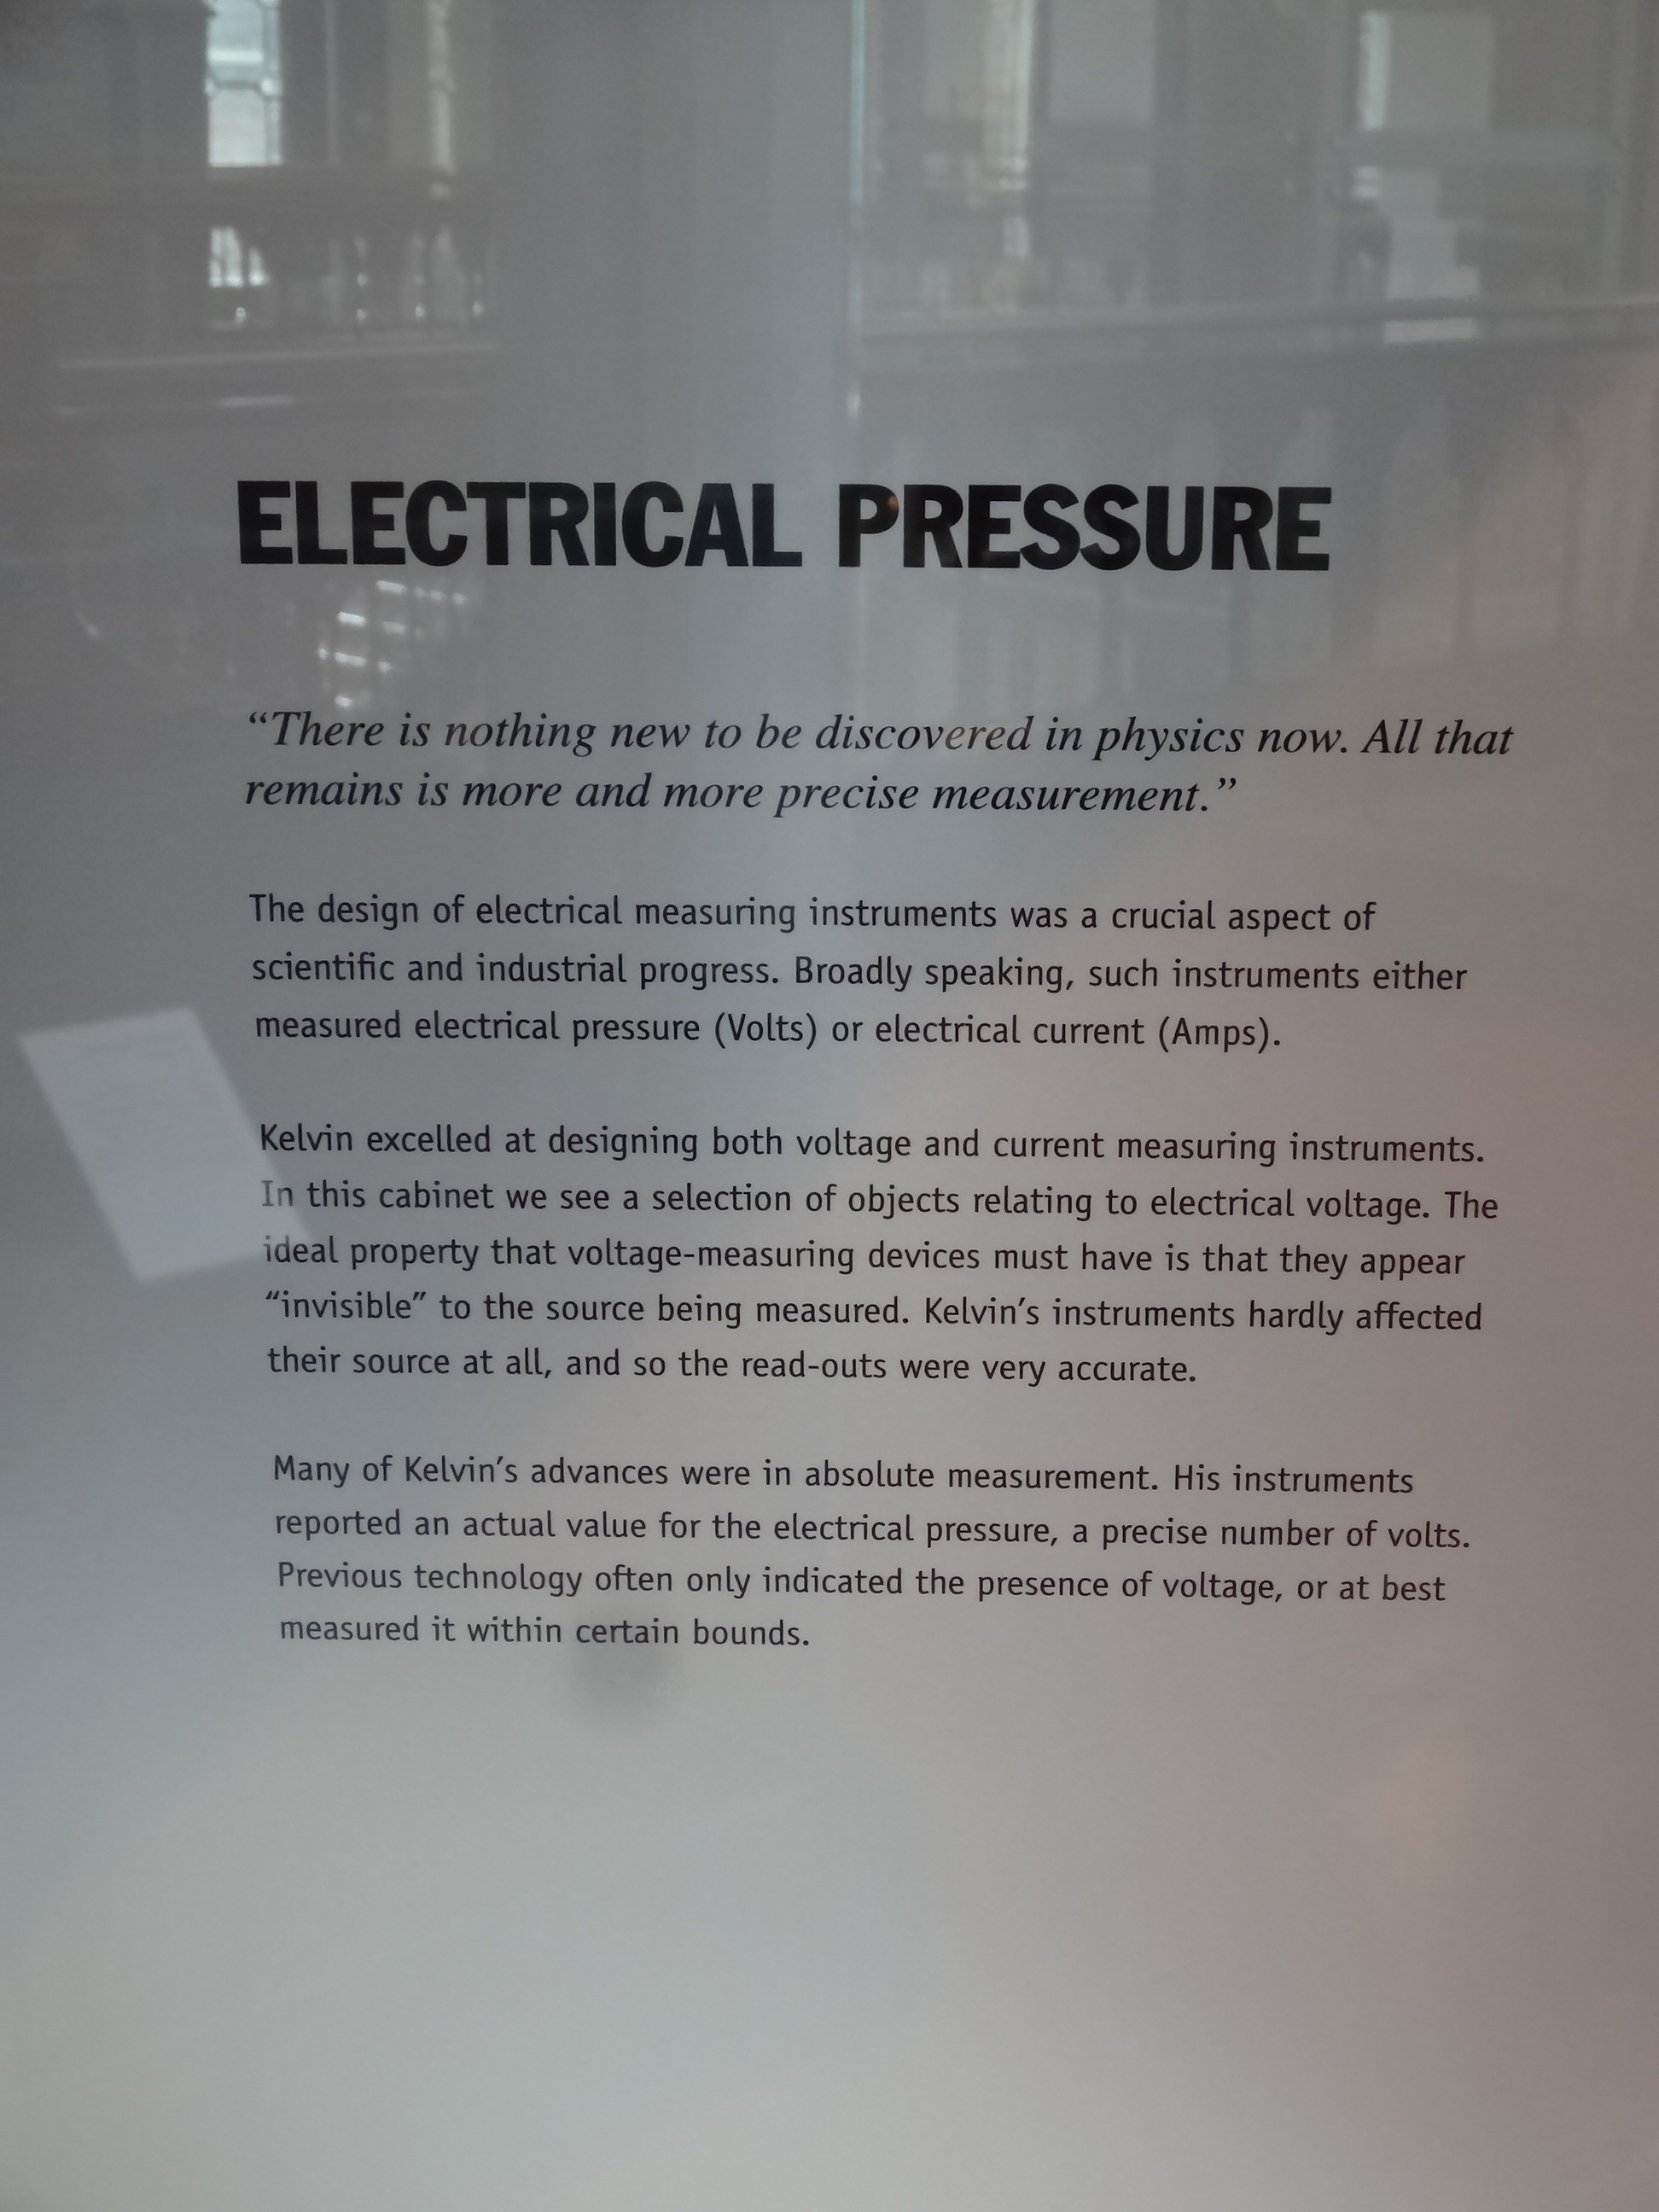 ELECTRICAL PRESSURE
“There is nothing new to be discovered in physics now. All that
remains is more and more precise measurement.”
The design of electrical measuring instruments was a crucial aspect of
scientific and industrial progress. Broadly speaking, such instruments either
measured electrical pressure (Volts) or electrical current (Amps).
Kelvin excelled at designing both voltage and current measuring instruments.
In this cabinet we see a selection of objects relating to electrical voltage. The
ideal property that voltage-measuring devices must have is that they appear
“invisible” to the source being measured. Kelvin’s instruments hardly affected
their source at all, and so the read-outs were very accurate.
Many of Kelvin’s advances were in absolute measurement. His instruments
reported an actual value for the electrical pressure, a precise number of volts.
Previous technology often only indicated the presence of voltage, or at best
measured it within certain bounds.